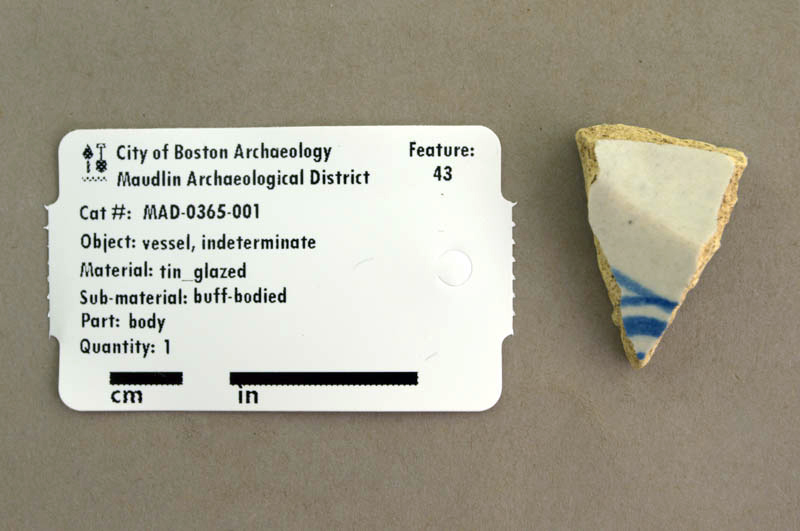 City of Boston Archaeology
Maudlin Archaeological District
Feature:
43
Cat #: MAD-0365-001
Object: vessel, indeterminate
Material: tin_glazed
Sub-material: buff-bodied
Part: body
Quantity: 1
cm in